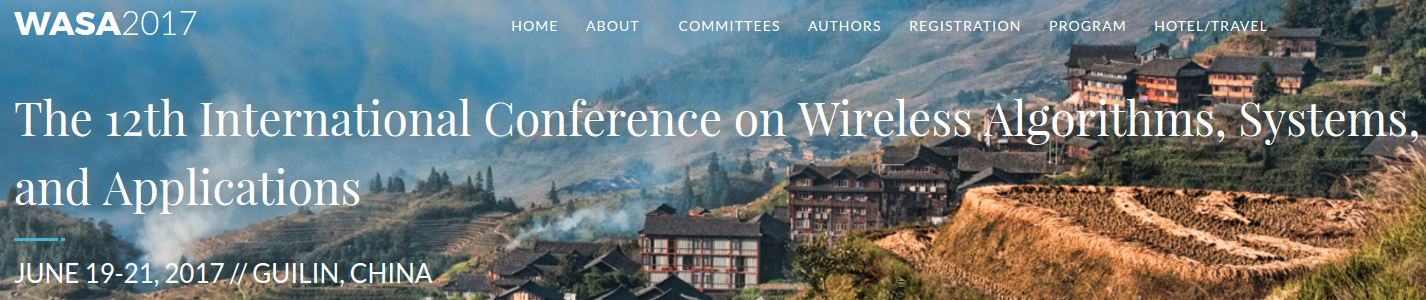 WASA2017
HOME ABOUT COMMITTEES AUTHORS REGISTRATION PROGRAM HOTEL/TRAVEL
The 12th International Conference on Wireless Algorithms, Systems,
and Applications
JUNE 19-21, 2017 // GUILIN, CHINA